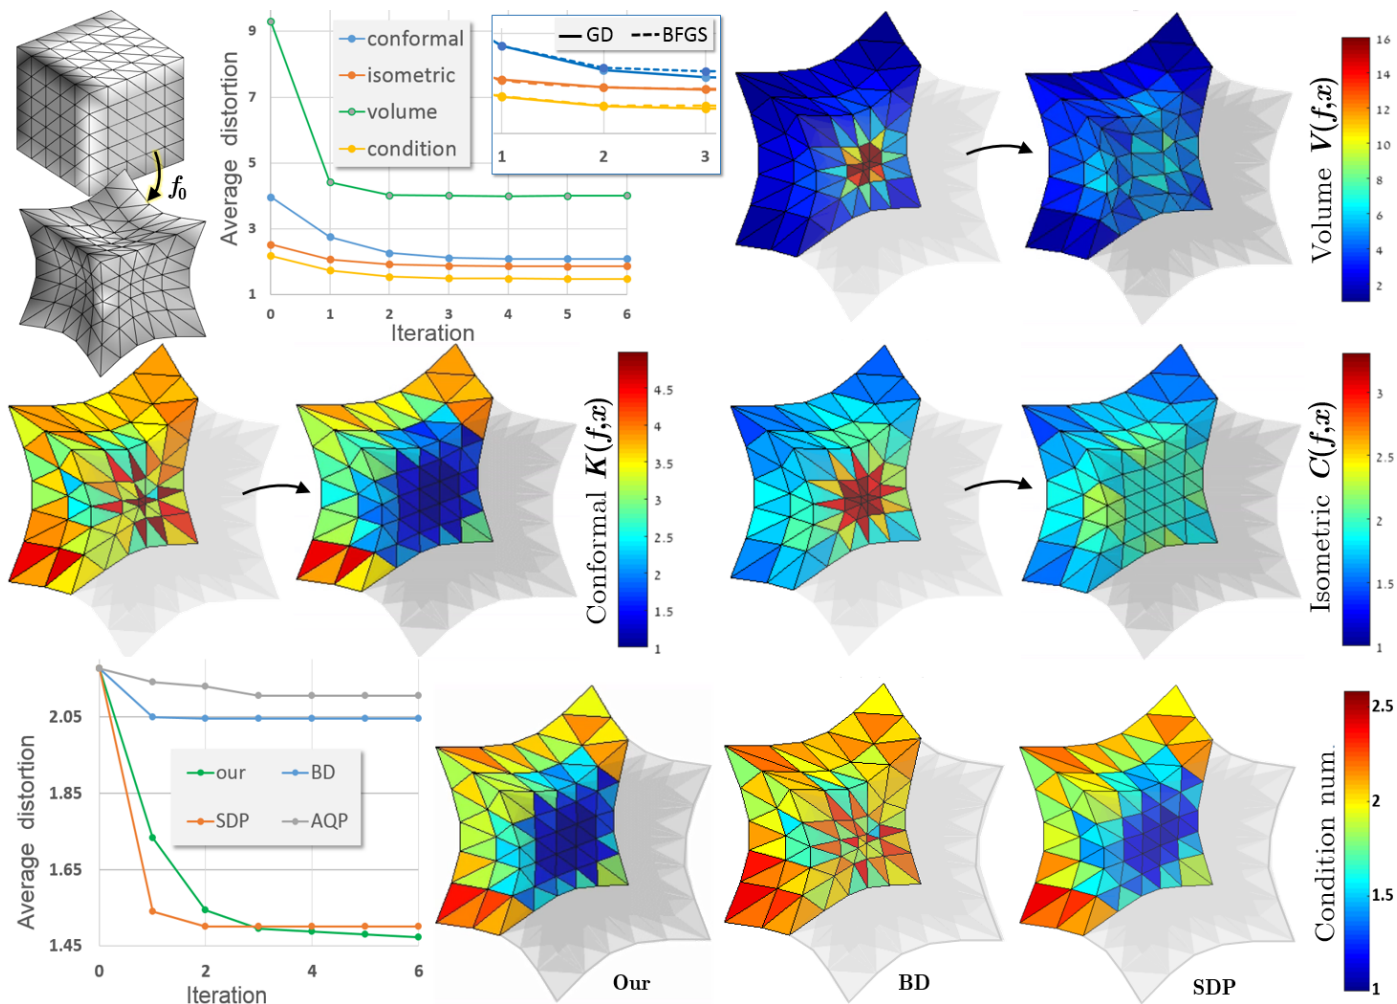 f₀
Average distortion
9
7
5
3
1
0 1 2 3 4 5 6
Iteration
conformal
isometric
volume
condition
GD BFGS
1 2 3
Volume V(f,x)
16
14
12
10
8
6
4
2
Conformal K(f,x)
4.5
4
3.5
3
2.5
2
1.5
1
Isometric C(f,x)
3
2.5
2
1.5
1
Average distortion
2.05
1.85
1.65
1.45
0 2 4 6
Iteration
our BD
SDP AQP
Our
BD
SDP
Condition num.
2.5
2
1.5
1